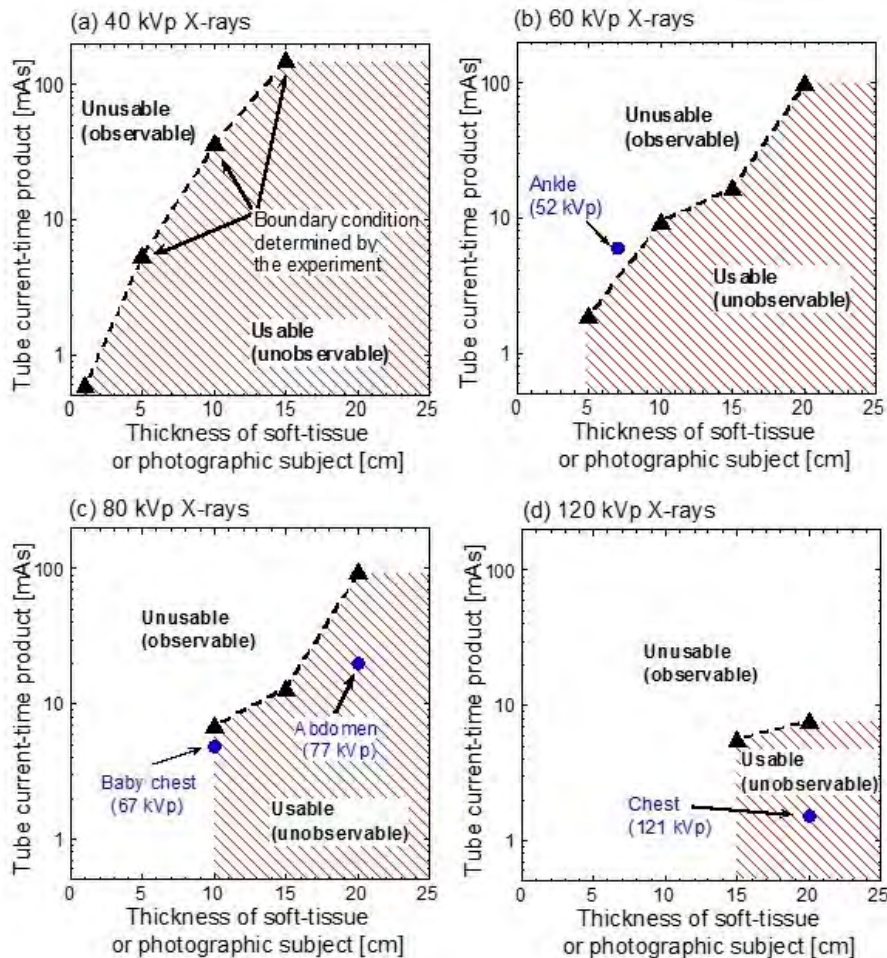 (a) 40 kVp X-rays
Tube current-time product [mAs]
100
10
1
Unusable
(observable)
Boundary condition
determined by
the experiment
Usable
(unobservable)
0 5 10 15 20 25
Thickness of soft-tissue
or photographic subject [cm]
(b) 60 kVp X-rays
Tube current-time product [mAs]
100
10
1
Unusable
(observable)
Ankle
(52 kVp)
Usable
(unobservable)
0 5 10 15 20 25
Thickness of soft-tissue
or photographic subject [cm]
(c) 80 kVp X-rays
Tube current-time product [mAs]
100
10
1
Unusable
(observable)
Abdomen
(77 kVp)
Baby chest
(67 kVp)
Usable
(unobservable)
0 5 10 15 20 25
Thickness of soft-tissue
or photographic subject [cm]
(d) 120 kVp X-rays
Tube current-time product [mAs]
100
10
1
Unusable
(observable)
Usable
(unobservable)
Chest
(121 kVp)
0 5 10 15 20 25
Thickness of soft-tissue
or photographic subject [cm]